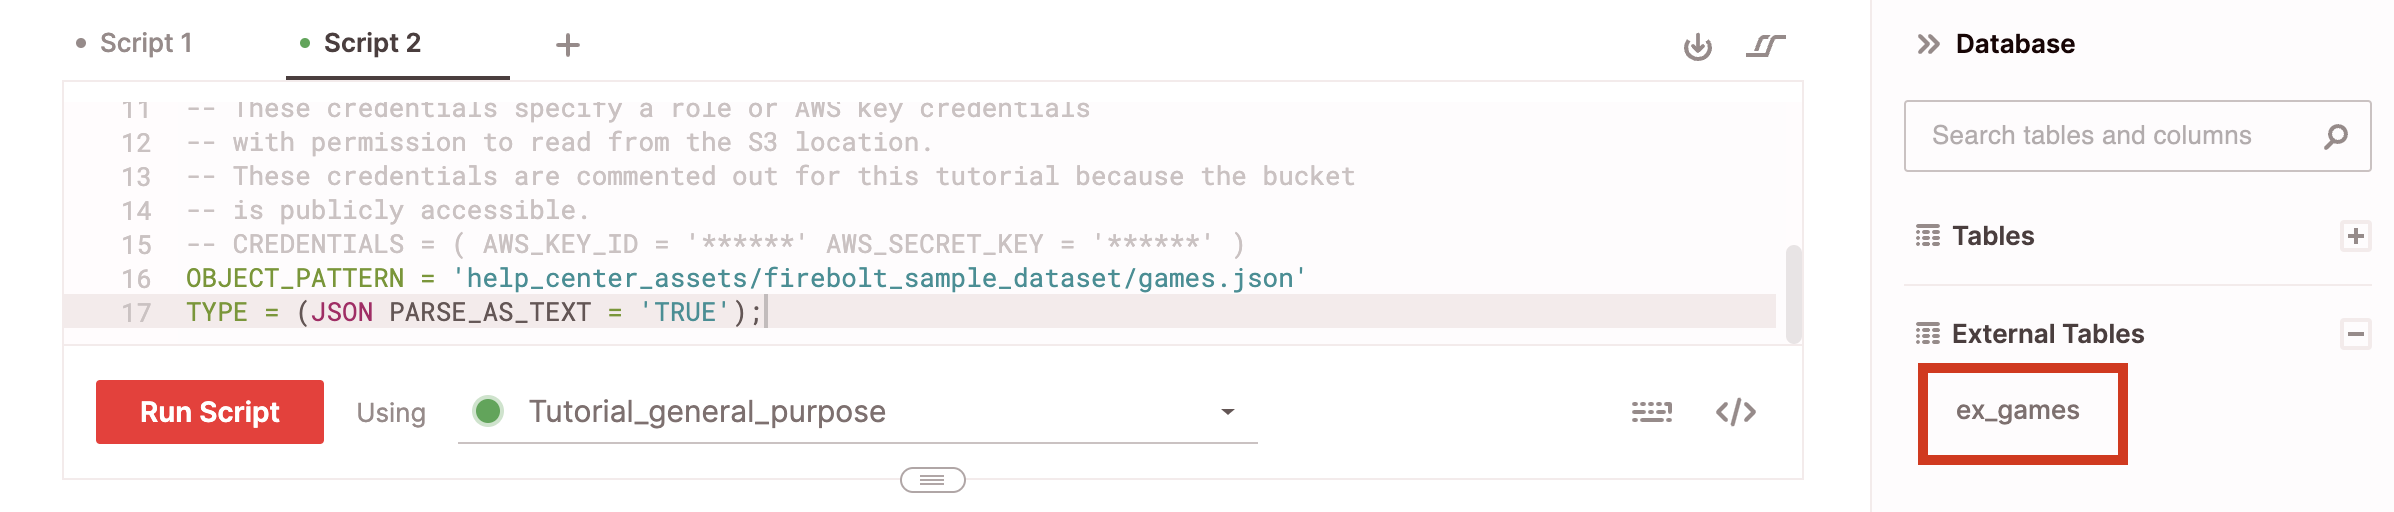 Script 1
Script 2
11 -- These credentials specify a role or AWS key credentials
12 -- with permission to read from the S3 location.
13 -- These credentials are commented out for this tutorial because the bucket
14 -- is publicly accessible.
15 -- CREDENTIALS = ( AWS_KEY_ID = '******' AWS_SECRET_KEY = '******' )
16 OBJECT_PATTERN = 'help_center_assets/firebolt_sample_dataset/games.json'
17 TYPE = (JSON PARSE_AS_TEXT = 'TRUE');
Run Script
Using
Tutorial_general_purpose
Database
Search tables and columns
Tables
External Tables
ex_games